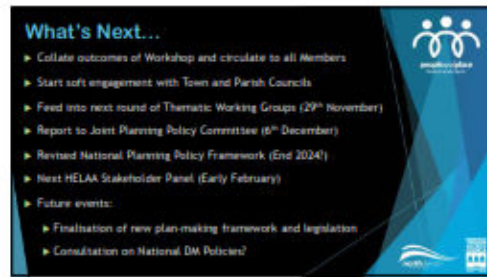 What's Next...
▶ Collate outcomes of Workshop and circulate to all Members
▶ Start soft engagement with Town and Parish Councils
▶ Feed into next round of Thematic Working Groups (29th November)
▶ Report to Joint Planning Policy Committee (6th December)
▶ Revised National Planning Policy Framework (End 2024?)
▶ Next HELAA Stakeholder Panel (Early February)
▶ Future events:
▶ Finalisation of new plan-making framework and legislation
▶ Consultation on National DM Policies?
peopleandplace